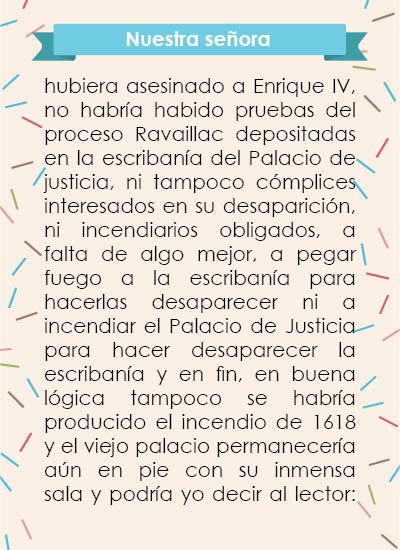 Nuestra señora
hubiera asesinado a Enrique IV,
no habría habido pruebas del
proceso Ravaillac depositadas
en la escribanía del Palacio de
justicia, ni tampoco cómplices
interesados en su desaparición,
ni incendiarios obligados, a
falta de algo mejor, a pegar
fuego a la escribanía para
hacerlas desaparecer ni a
incendiar el Palacio de Justicia
para hacer desaparecer la
escribanía y en fin, en buena
lógica tampoco se habría
producido el incendio de 1618
y el viejo palacio permanecería
aún en pie con su inmensa
sala y podría yo decir al lector: